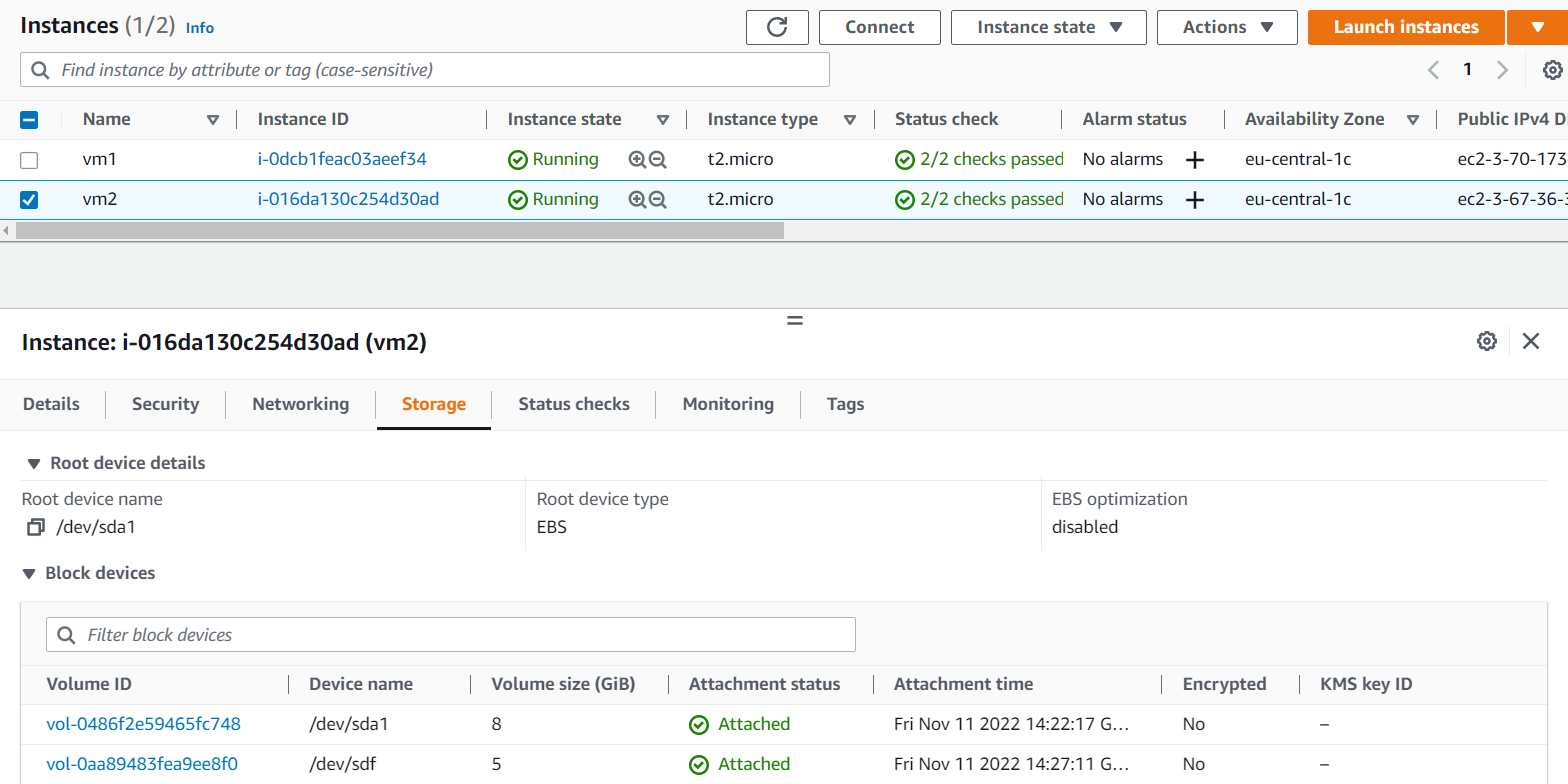 Instances (1/2) Info
Connect Instance state Actions Launch instances
Find instance by attribute or tag (case-sensitive)
1
Name Instance ID Instance state Instance type Status check Alarm status Availability Zone Public IPv4 D
vm1 i-0dcb1feac03aeef34 Running t2.micro 2/2 checks passed No alarms + eu-central-1c ec2-3-70-173
vm2 i-016da130c254d30ad Running t2.micro 2/2 checks passed No alarms + eu-central-1c ec2-3-67-36-3
Instance: i-016da130c254d30ad (vm2)
Details Security Networking Storage Status checks Monitoring Tags
Root device details
Root device name Root device type EBS optimization
/dev/sda1 EBS disabled
Block devices
Filter block devices
Volume ID Device name Volume size (GiB) Attachment status Attachment time Encrypted KMS key ID
vol-0486f2e59465fc748 /dev/sda1 8 Attached Fri Nov 11 2022 14:22:17 G... No –
vol-0aa89483fea9ee8f0 /dev/sdf 5 Attached Fri Nov 11 2022 14:27:11 G... No –